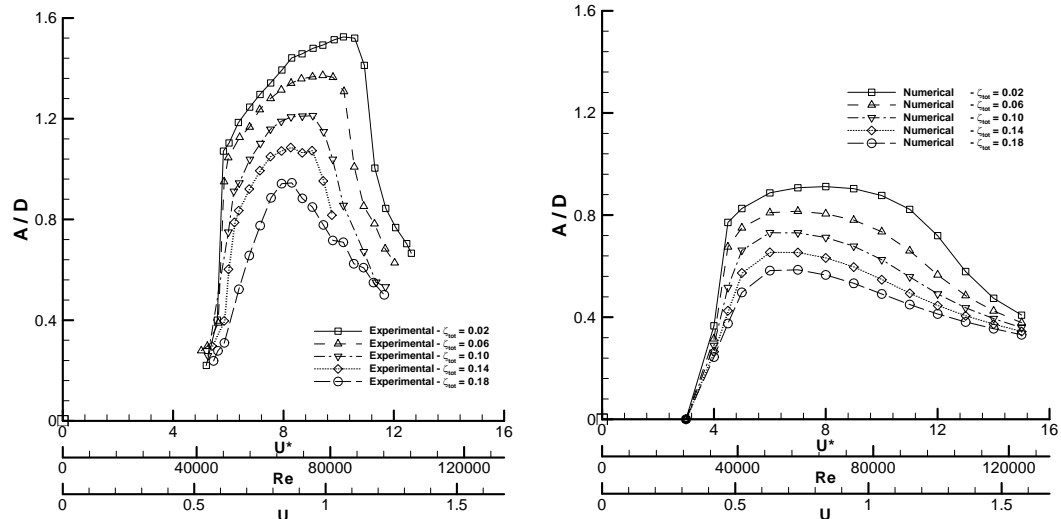 A / D
1.6
1.2
0.8
0.4
0
Experimental - ζtot = 0.02
Experimental - ζtot = 0.06
Experimental - ζtot = 0.10
Experimental - ζtot = 0.14
Experimental - ζtot = 0.18
0 4 8 12 16
U*
0 40000 80000 120000
Re
0 0.5 1 1.5
U
A / D
1.6
1.2
0.8
0.4
0
Numerical - ζtot = 0.02
Numerical - ζtot = 0.06
Numerical - ζtot = 0.10
Numerical - ζtot = 0.14
Numerical - ζtot = 0.18
0 4 8 12 16
U*
0 40000 80000 120000
Re
0 0.5 1 1.5
U